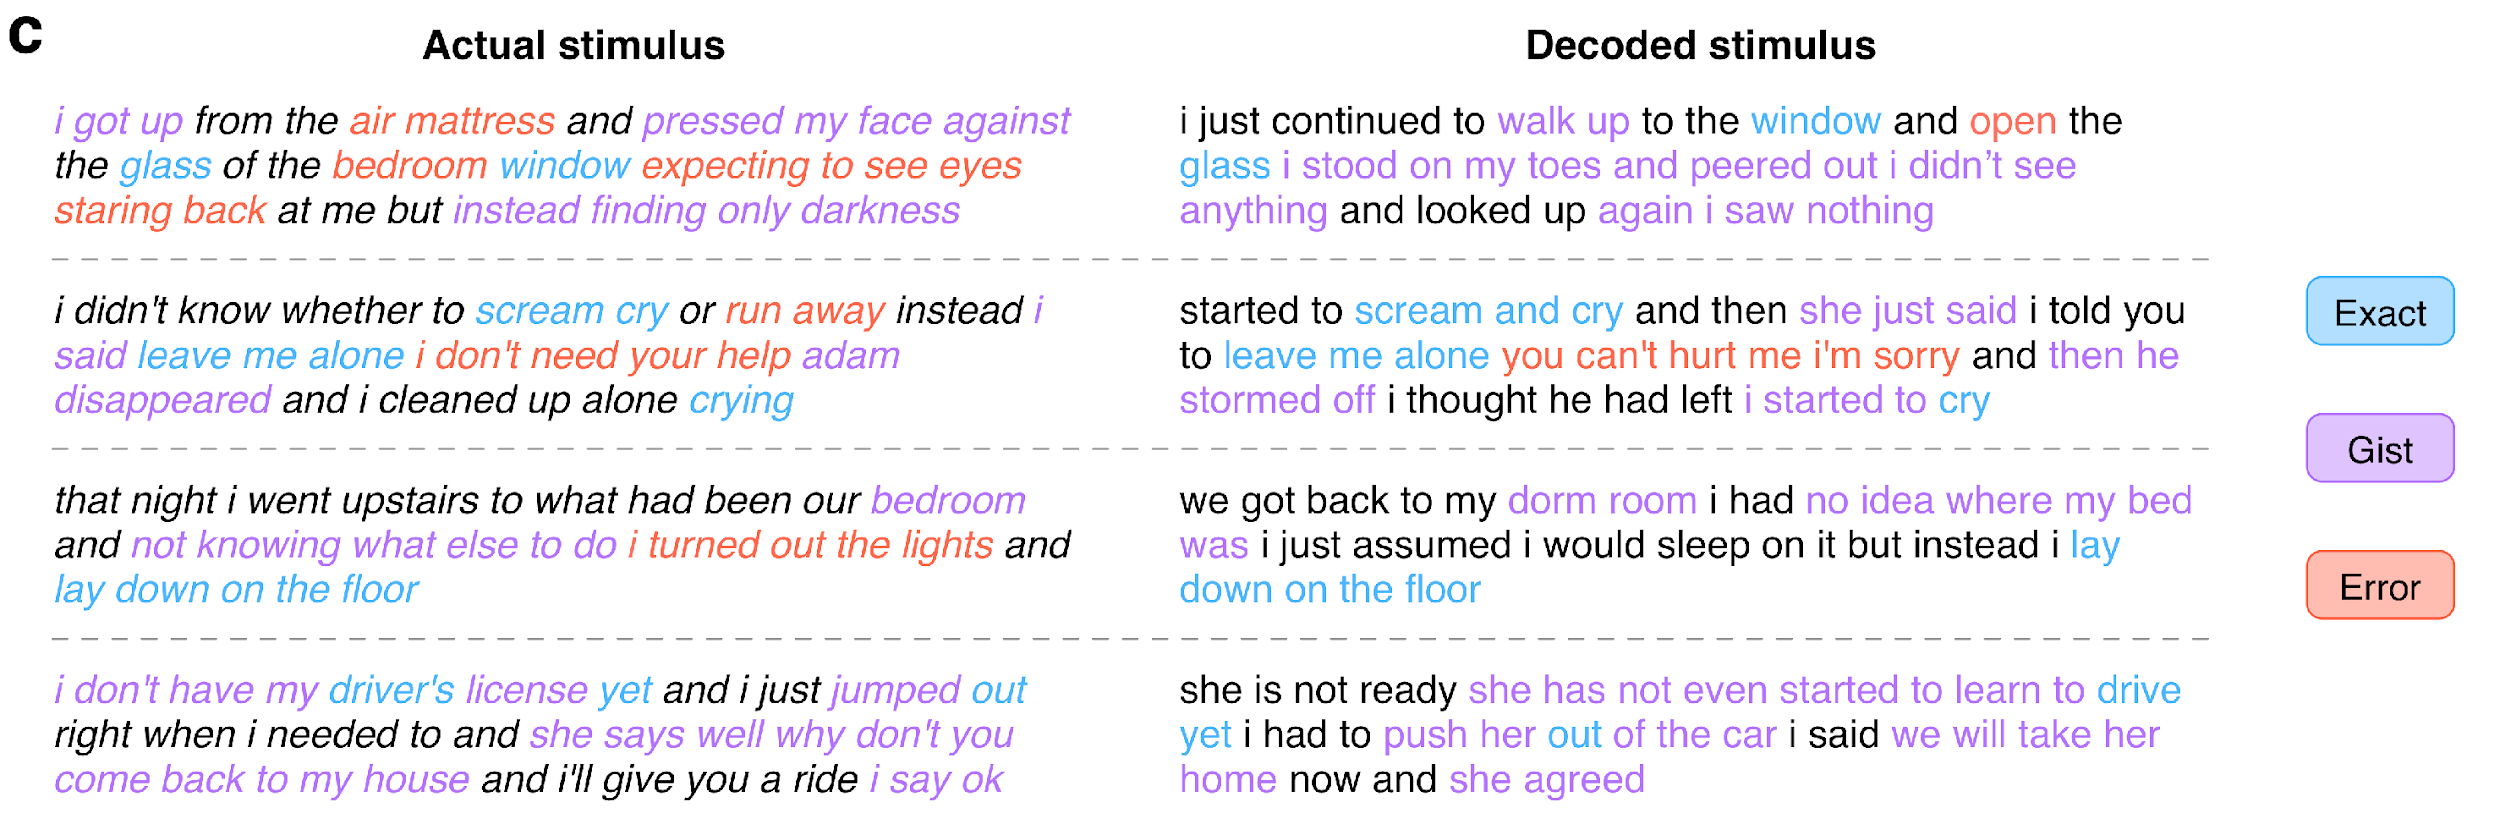 c
Actual stimulus
Decoded stimulus
i got up from the air mattress and pressed my face against
the glass of the bedroom window expecting to see eyes
staring back at me but instead finding only darkness
i just continued to walk up to the window and open the
glass i stood on my toes and peered out i didn't see
anything and looked up again i saw nothing
i didn't know whether to scream cry or run away instead i
said leave me alone i don't need your help adam
disappeared and i cleaned up alone crying
started to scream and cry and then she just said i told you
to leave me alone you can't hurt me i'm sorry and then he
stormed off i thought he had left i started to cry
that night i went upstairs to what had been our bedroom
and not knowing what else to do i turned out the lights and
lay down on the floor
we got back to my dorm room i had no idea where my bed
was i just assumed i would sleep on it but instead i lay
down on the floor
i don't have my driver's license yet and i just jumped out
right when i needed to and she says well why don't you
come back to my house and i'll give you a ride i say ok
she is not ready she has not even started to learn to drive
yet i had to push her out of the car i said we will take her
home now and she agreed
Exact
Gist
Error